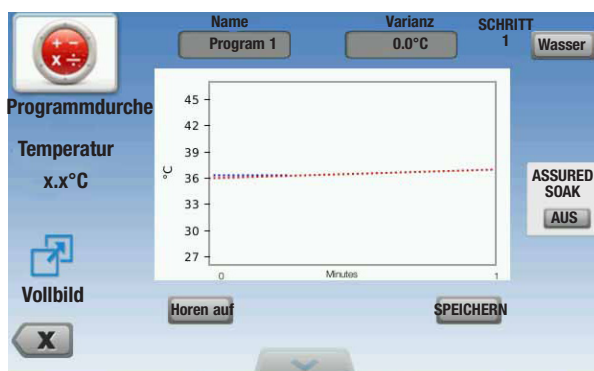 Name
Varianz
SCHRITT
1
Program 1
0.0°C
Wasser
Programmdurche
Temperatur
x.x°C
°C
45
39
36
33
30
27
0
Minutes
1
ASSURED
SOAK
AUS
Vollbild
Horen auf
SPEICHERN
X